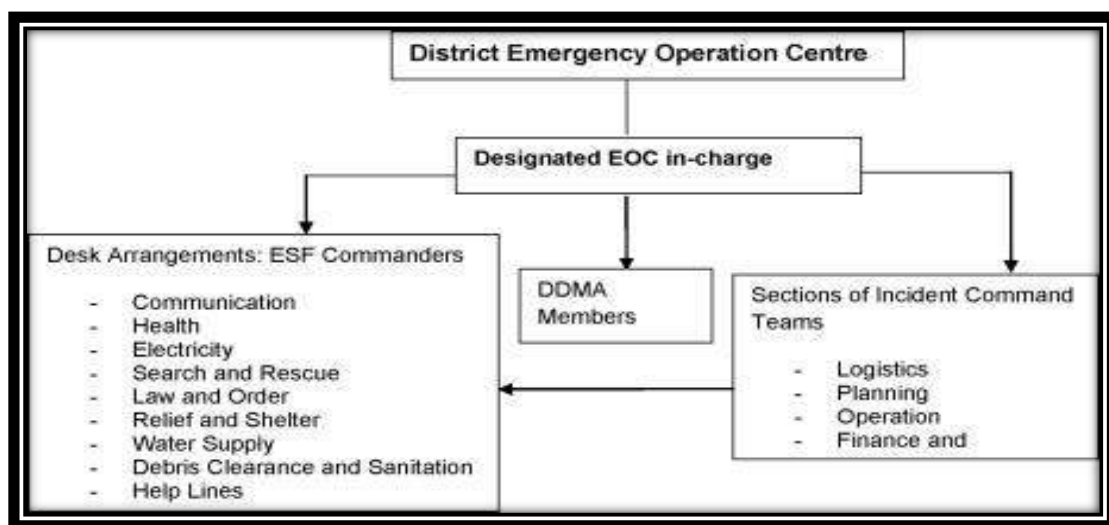 District Emergency Operation Centre
Designated EOC in-charge
Desk Arrangements: ESF Commanders
- Communication
- Health
- Electricity
- Search and Rescue
- Law and Order
- Relief and Shelter
- Water Supply
- Debris Clearance and Sanitation
- Help Lines
DDMA
Members
Sections of Incident Command
Teams
- Logistics
- Planning
- Operation
- Finance and